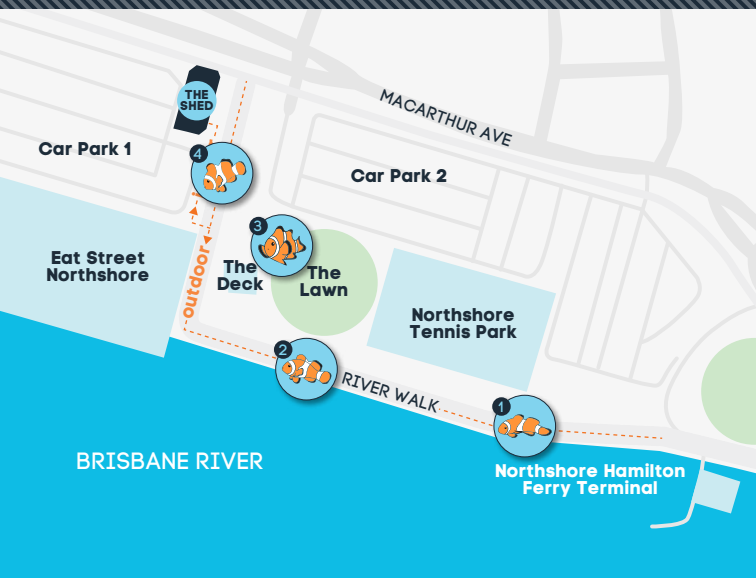 THE
SHED
MACARTHUR AVE
Car Park 1
4
Car Park 2
3
Eat Street
Northshore
outdoor
The
Deck
The
Lawn
Northshore
Tennis Park
2
RIVER WALK
1
BRISBANE RIVER
Northshore Hamilton
Ferry Terminal